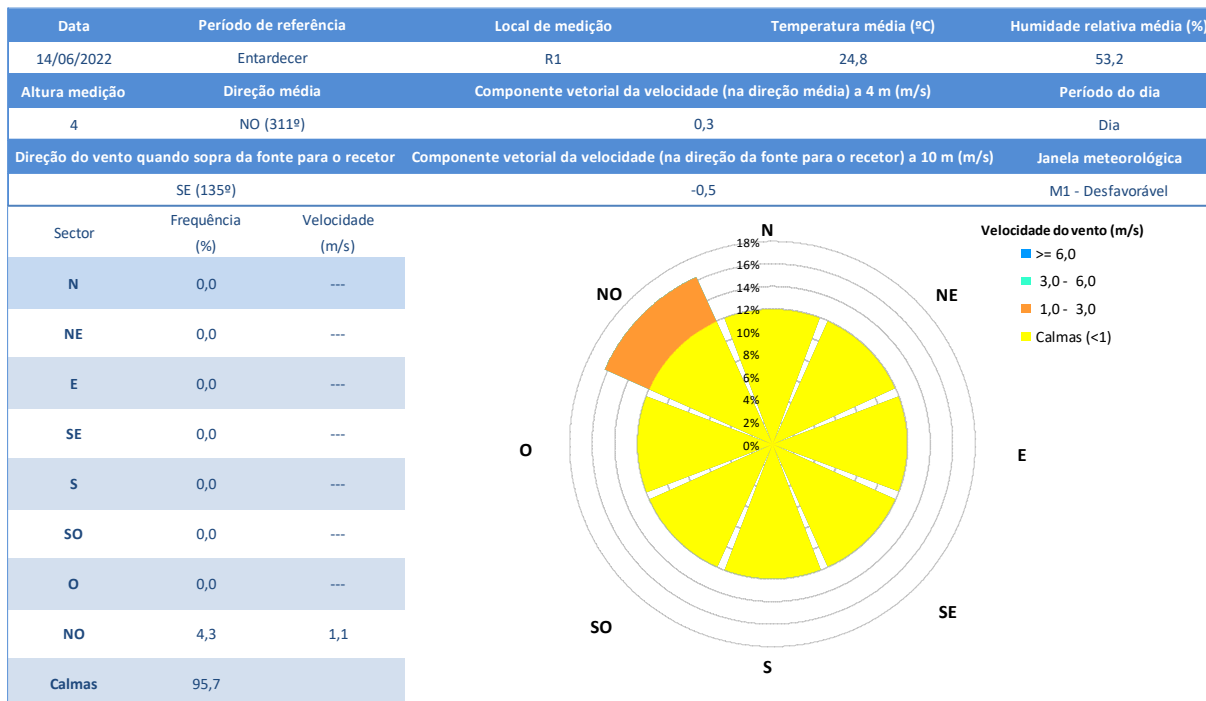 Data Período de referência Local de medição Temperatura média (ºC) Humidade relativa média (%)
14/06/2022 Entardecer R1 24,8 53,2
Altura medição Direção média Componente vetorial da velocidade (na direção média) a 4 m (m/s) Período do dia
4 NO (311º) 0,3 Dia
Direção do vento quando sopra da fonte para o recetor Componente vetorial da velocidade (na direção da fonte para o recetor) a 10 m (m/s) Janela meteorológica
SE (135º) -0,5 M1 - Desfavorável
Sector Frequência (%) Velocidade (m/s)
N 0,0 ---
NE 0,0 ---
E 0,0 ---
SE 0,0 ---
S 0,0 ---
SO 0,0 ---
O 0,0 ---
NO 4,3 1,1
Calmas 95,7
N
NE
E
SE
S
SO
O
NO
18%
16%
14%
12%
10%
8%
6%
4%
2%
0%
Velocidade do vento (m/s)
>= 6,0
3,0 - 6,0
1,0 - 3,0
Calmas (<1)